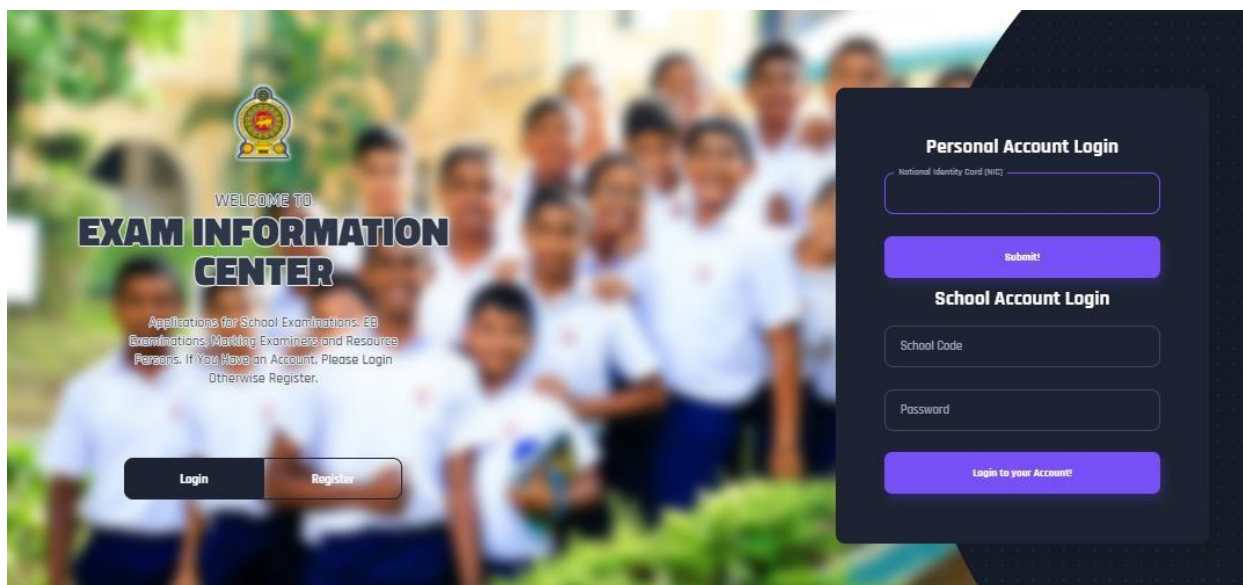 WELCOME TO
EXAM INFORMATION
CENTER
Applications for School Examinations, EB
Examinations, Marking Examiners and Resource
Persons. If You Have an Account, Please Login
Otherwise Register.
Login
Register
Personal Account Login
National Identity Card (NIC)
Submit!
School Account Login
School Code
Password
Login to your Account!